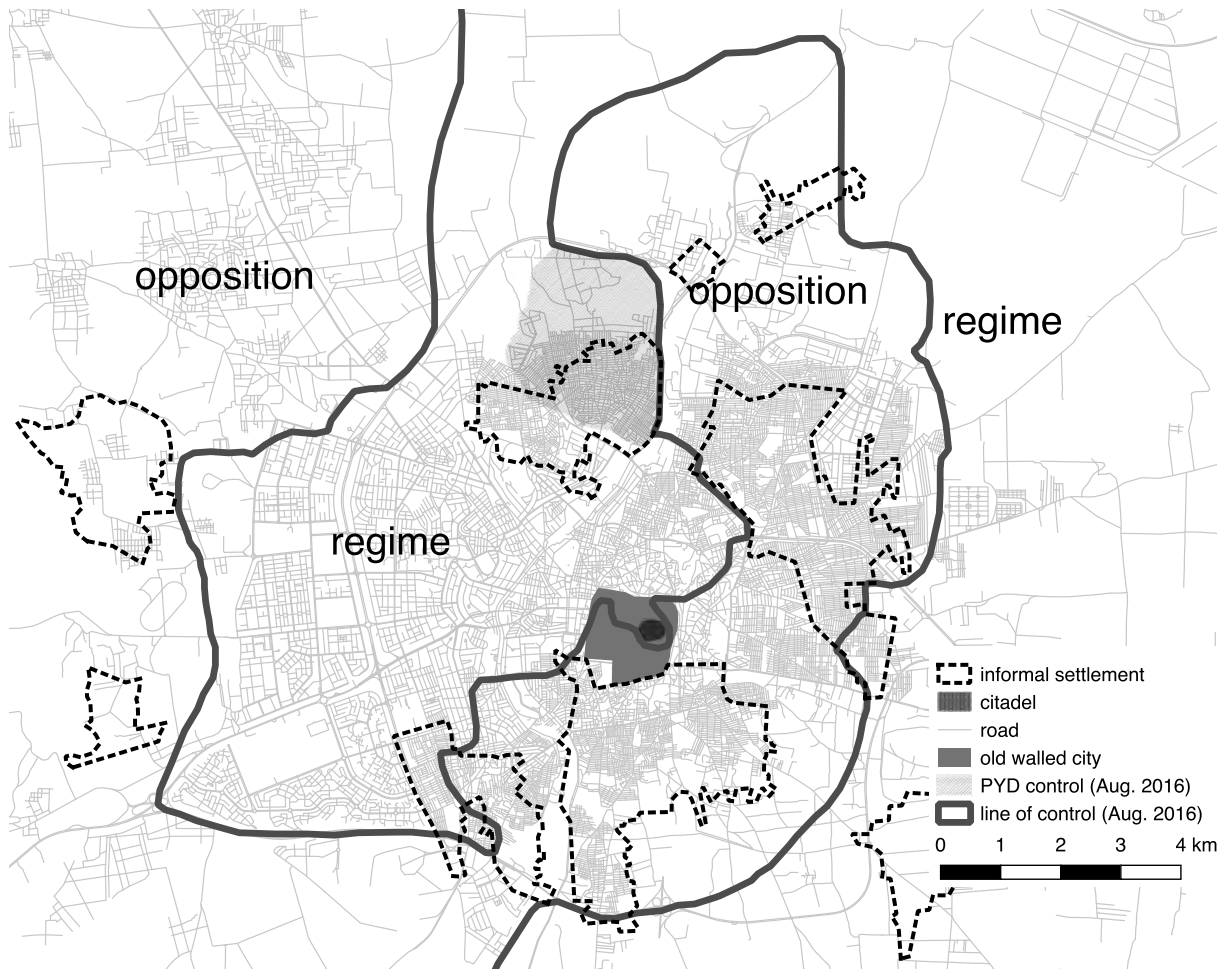 opposition
opposition
regime
regime
informal settlement
citadel
road
old walled city
PYD control (Aug. 2016)
line of control (Aug. 2016)
0 1 2 3 4 km